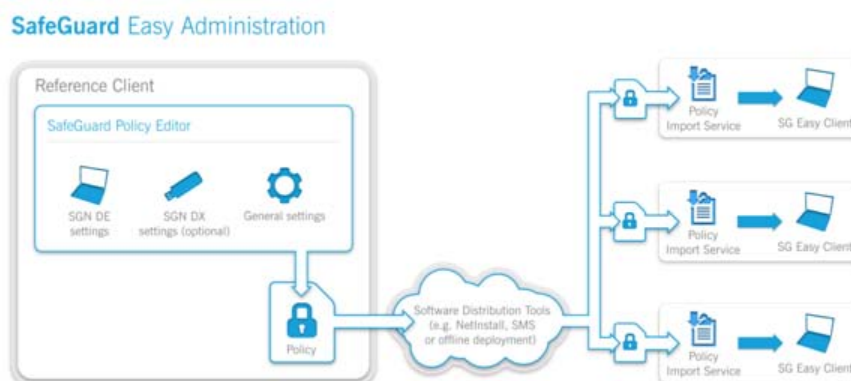 SafeGuard Easy Administration
Reference Client
SafeGuard Policy Editor
SGN DE
settings
SGN DX
settings (optional)
General settings
Policy
Software Distribution Tools
(e.g. NetInstall, SMS
or offline deployment)
Policy
Import Service
SG Easy Client
Policy
Import Service
SG Easy Client
Policy
Import Service
SG Easy Client